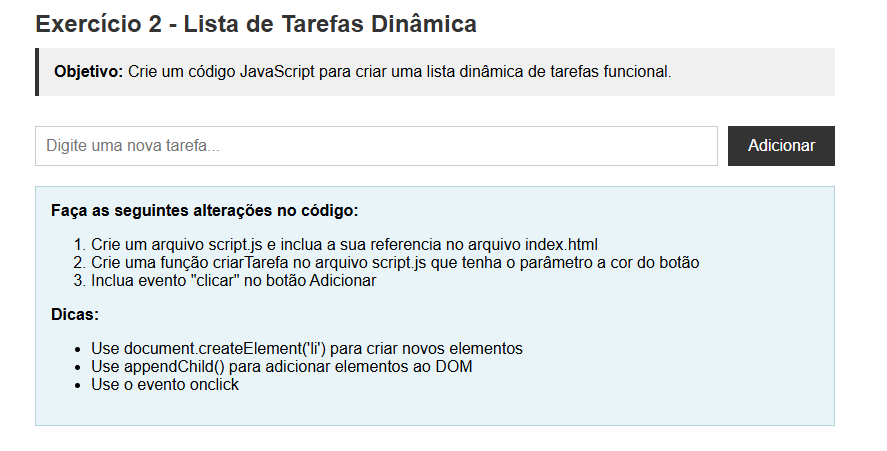 Exercício 2 - Lista de Tarefas Dinâmica
Objetivo: Crie um código JavaScript para criar uma lista dinâmica de tarefas funcional.
Digite uma nova tarefa...
Adicionar
Faça as seguintes alterações no código:
1. Crie um arquivo script.js e inclua a sua referencia no arquivo index.html
2. Crie uma função criarTarefa no arquivo script.js que tenha o parâmetro a cor do botão
3. Inclua evento "clicar" no botão Adicionar
Dicas:
• Use document.createElement('li') para criar novos elementos
• Use appendChild() para adicionar elementos ao DOM
• Use o evento onclick